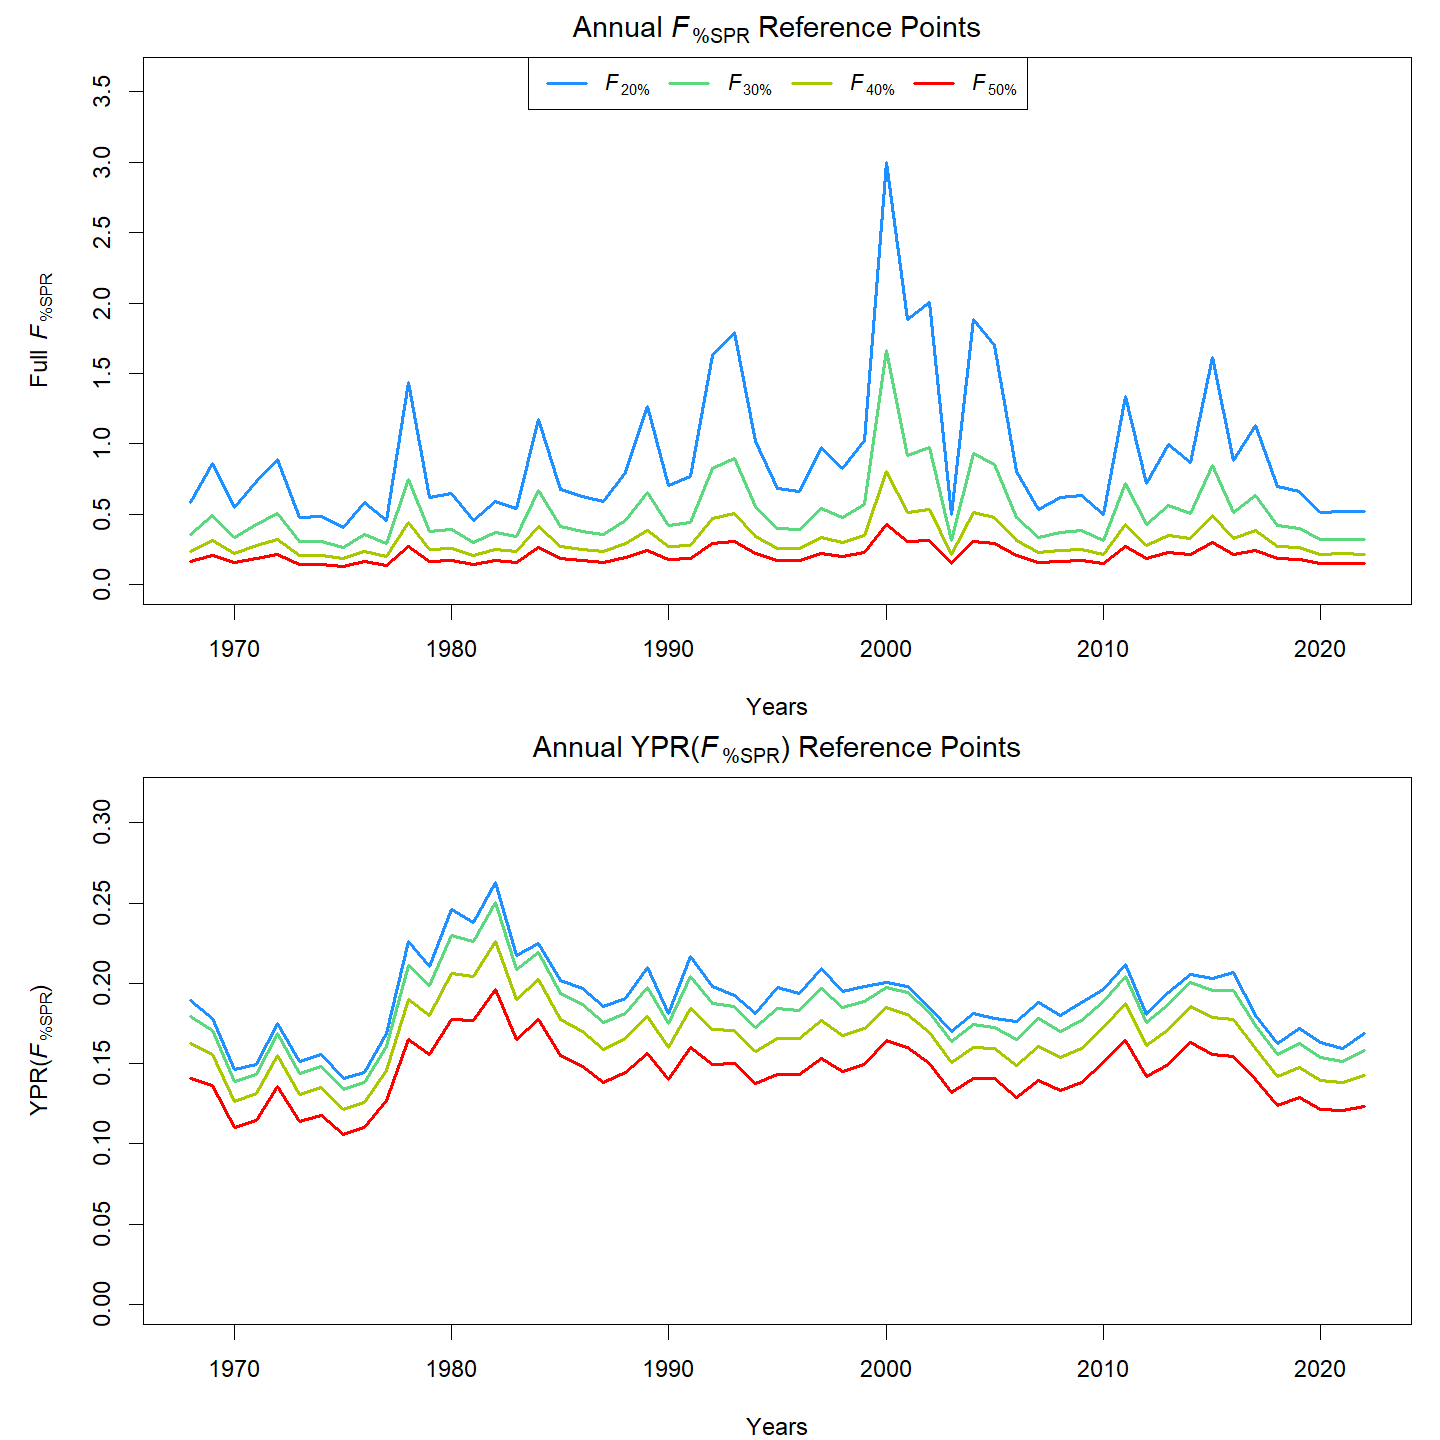 Annual F%SPR Reference Points
F20% F30% F40% F50%
Full F%SPR
3.5
3.0
2.5
2.0
1.5
1.0
0.5
0.0
1970 1980 1990 2000 2010 2020
Years
Annual YPR(F%SPR) Reference Points
YPR(F%SPR)
0.30
0.25
0.20
0.15
0.10
0.05
0.00
1970 1980 1990 2000 2010 2020
Years